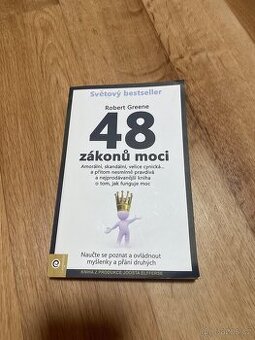 Světový bestseller
Robert Greene
48
zákonů moci
Amorální, skandální, velice cynická...
a přitom nesmírně pravdivá
a nejprodávanější kniha
o tom, jak funguje moc
Naučte se poznat a ovládnout
myšlenky a přání druhých
KNIHA Z PRODUKCE JOOSTA ELFFERSE